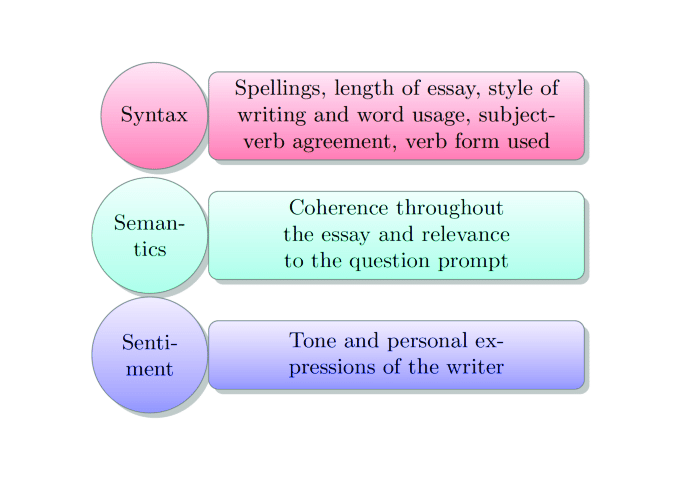 Syntax
Spellings, length of essay, style of
writing and word usage, subject-
verb agreement, verb form used
Seman-
tics
Coherence throughout
the essay and relevance
to the question prompt
Senti-
ment
Tone and personal ex-
pressions of the writer